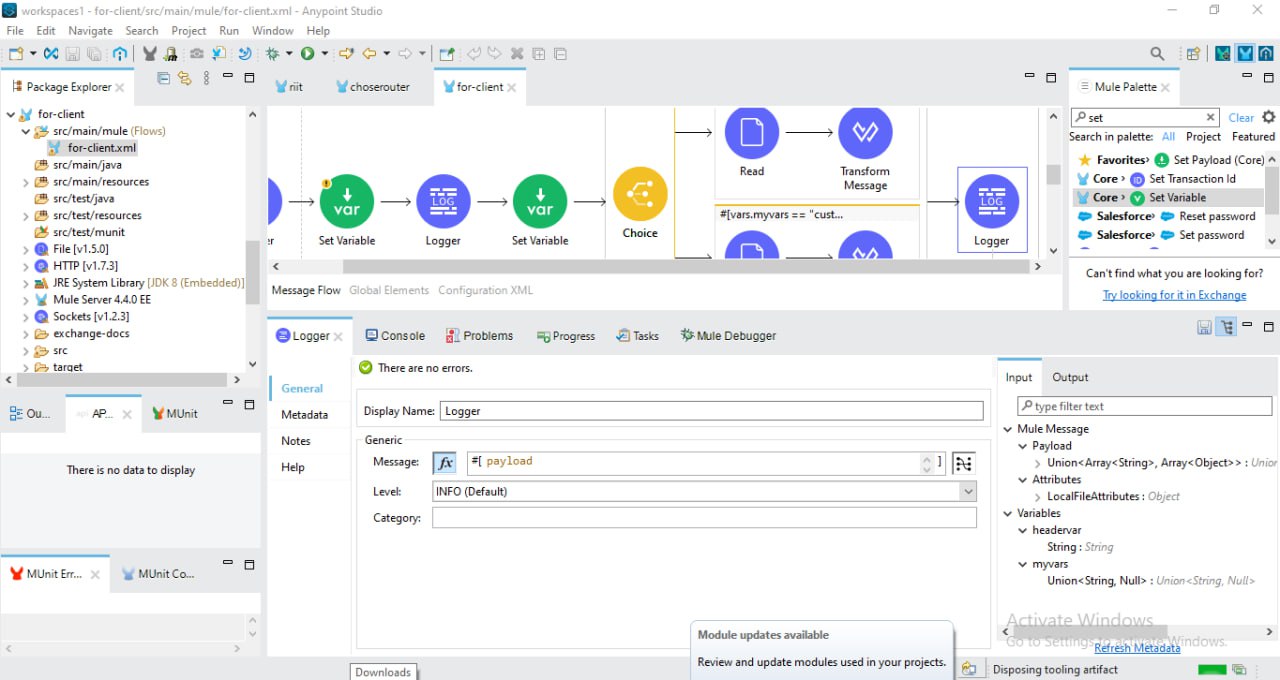 workspaces1 - for-client/src/main/mule/for-client.xml - Anypoint Studio
File Edit Navigate Search Project Run Window Help
Package Explorer
for-client
src/main/mule (Flows)
for-client.xml
src/main/java
src/main/resources
src/test/java
src/test/resources
src/test/munit
File [v1.5.0]
HTTP [v1.7.3]
JRE System Library [JDK 8 (Embedded)]
Mule Server 4.4.0 EE
Sockets [v1.2.3]
exchange-docs
src
target
Ou... AP... MUnit
There is no data to display
MUnit Err... MUnit Co...
riit choserouter for-client
er
var
Set Variable
LOG
Logger
var
Set Variable
Choice
Read
Transform
Message
#[vars.myvars == "cust...
LOG
Logger
Message Flow Global Elements Configuration XML
Mule Palette
set Clear
Search in palette: All Project Featured
Favorites> Set Payload (Core)
Core > ID Set Transaction Id
Core > Set Variable
Salesforce> Reset password
Salesforce> Set password
Can't find what you are looking for?
Try looking for it in Exchange
Logger Console Problems Progress Tasks Mule Debugger
There are no errors.
General
Metadata
Notes
Help
Display Name: Logger
Generic
Message: fx #[ payload ]
Level: INFO (Default)
Category:
Input Output
type filter text
Mule Message
Payload
Union<Array<String>, Array<Object>> : Union
Attributes
LocalFileAttributes : Object
Variables
headervar
String : String
myvars
Union<String, Null> : Union<String, Null>
Activate Windows
Go to Settings to activate Windows.
Refresh Metadata
Module updates available
Review and update modules used in your projects.
Downloads
Disposing tooling artifact